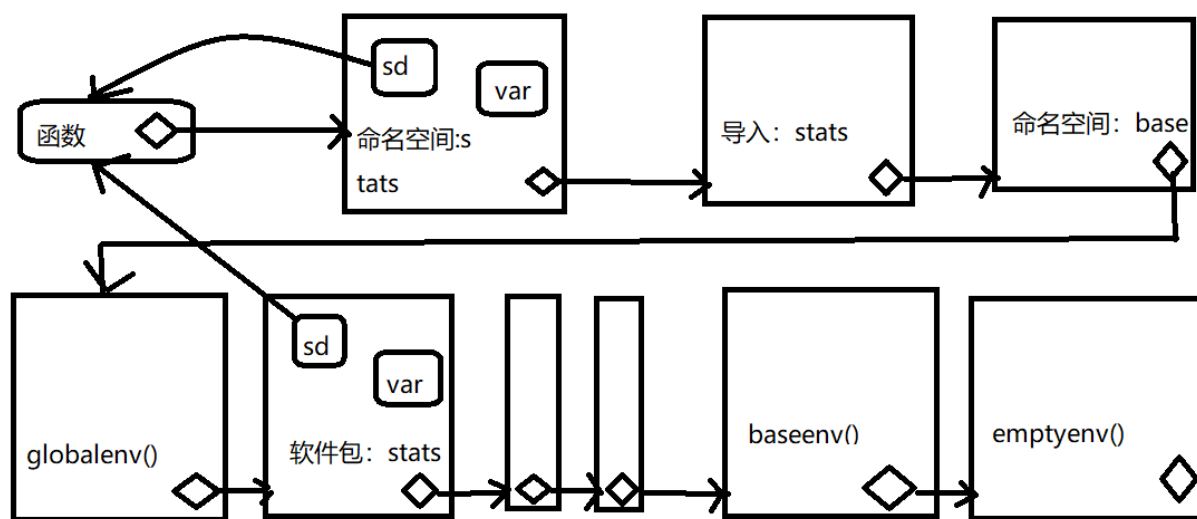 sd
var
函数
命名空间:s
tats
导入：stats
命名空间：base
sd
var
globalenv()
软件包：stats
baseenv()
emptyenv()